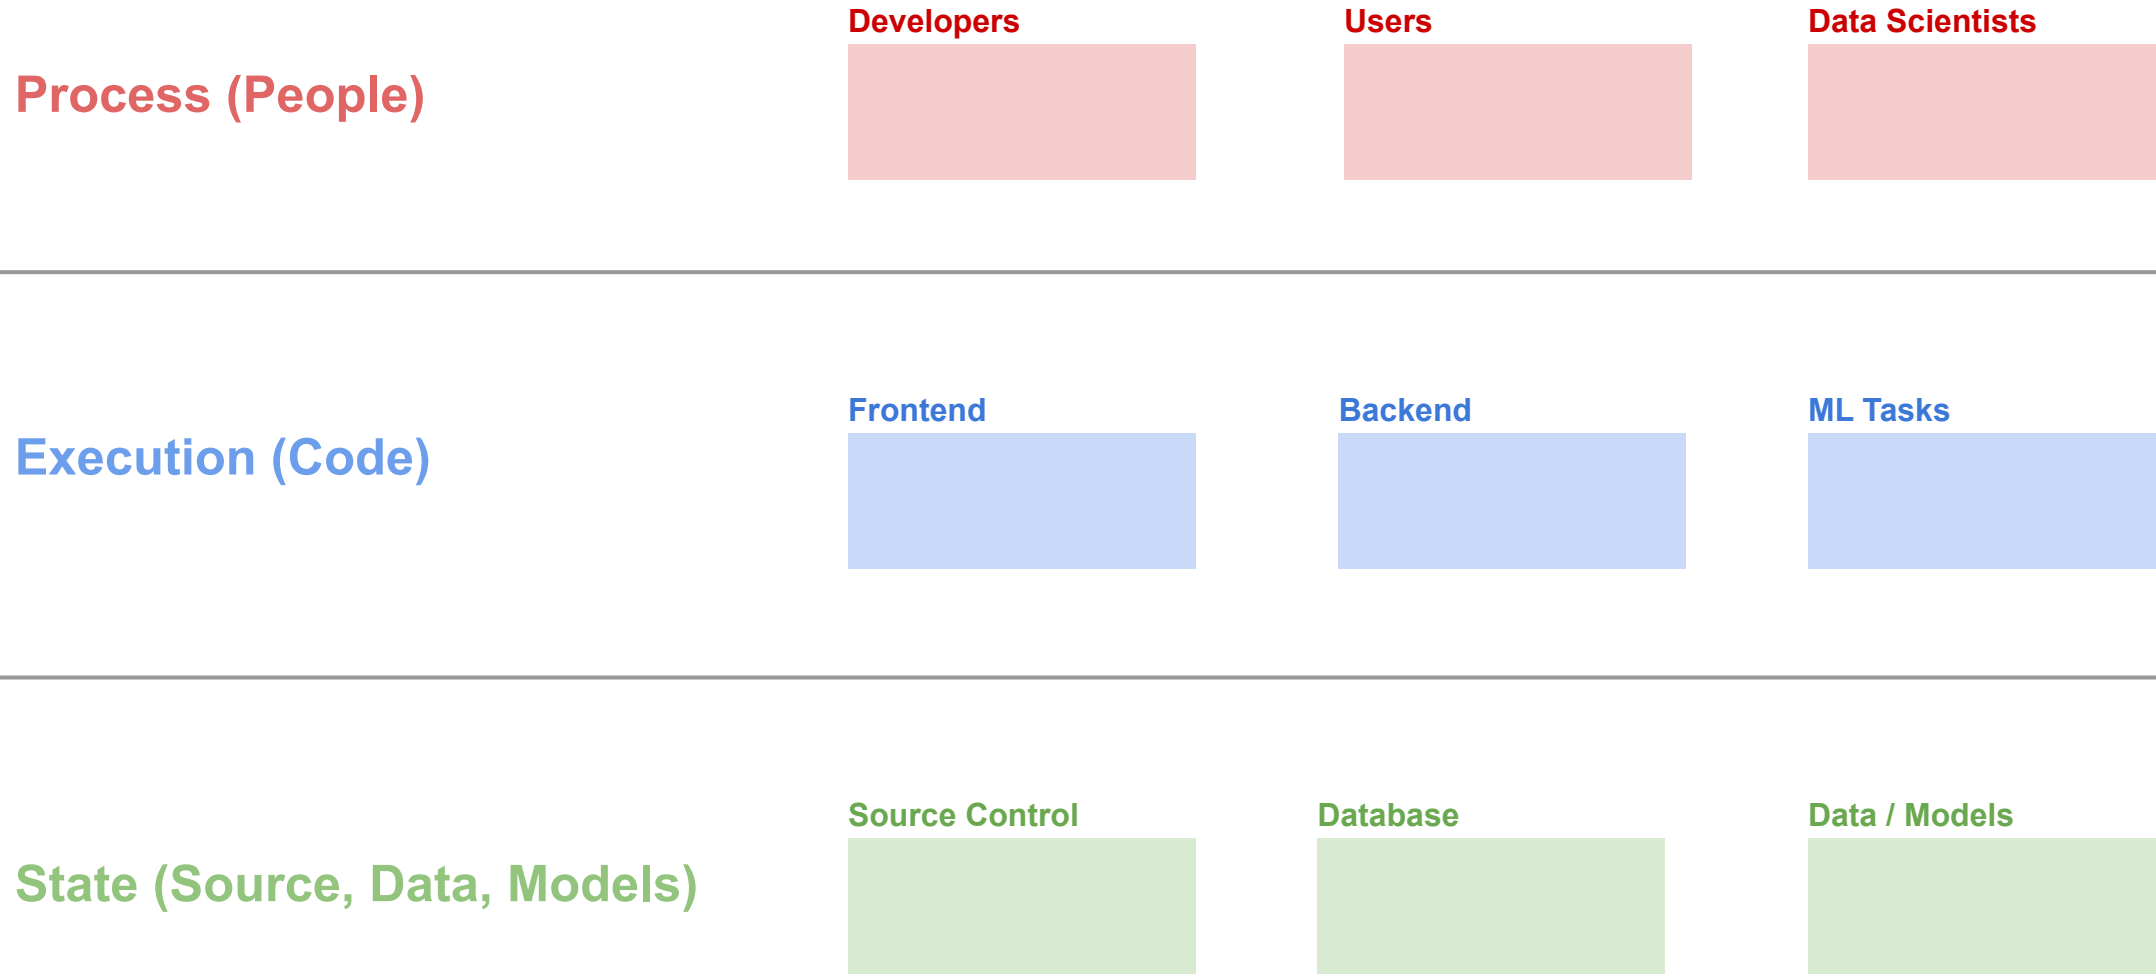 Developers
Users
Data Scientists
Process (People)
Frontend
Backend
ML Tasks
Execution (Code)
Source Control
Database
Data / Models
State (Source, Data, Models)